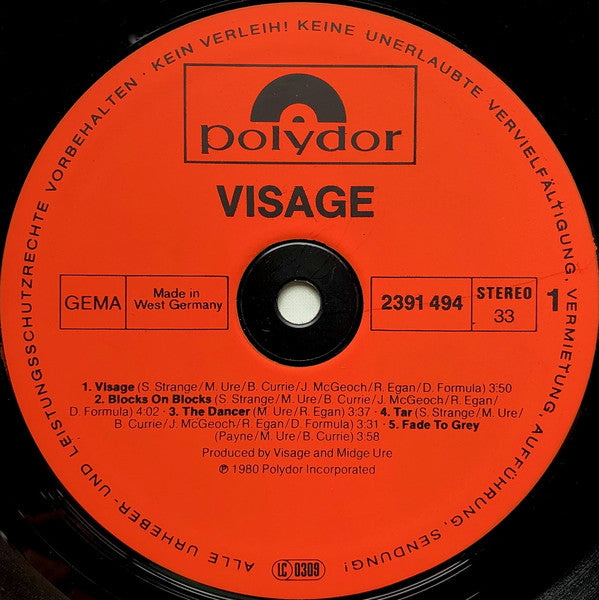 ALLE URHEBER- UND LEISTUNGSSCHUTZRECHTE VORBEHALTEN · KEIN VERLEIH! KEINE UNERLAUBTE VERVIELFÄLTIGUNG, VERMIETUNG, AUFFÜHRUNG, SENDUNG!
polydor
VISAGE
GEMA
Made in
West Germany
2391 494
STEREO
33
1
1. Visage (S. Strange/M. Ure/B. Currie/J. McGeoch/R. Egan/D. Formula) 3:50
2. Blocks On Blocks (S. Strange/M. Ure/B. Currie/J. McGeoch/R. Egan/
D. Formula) 4:02 • 3. The Dancer (M. Ure/R. Egan) 3:37 • 4. Tar (S. Strange/M. Ure/
B. Currie/J. McGeoch/R. Egan/D. Formula) 3:31 • 5. Fade To Grey
(Payne/M. Ure/B. Currie) 3:58
Produced by Visage and Midge Ure
℗ 1980 Polydor Incorporated
LC 0309